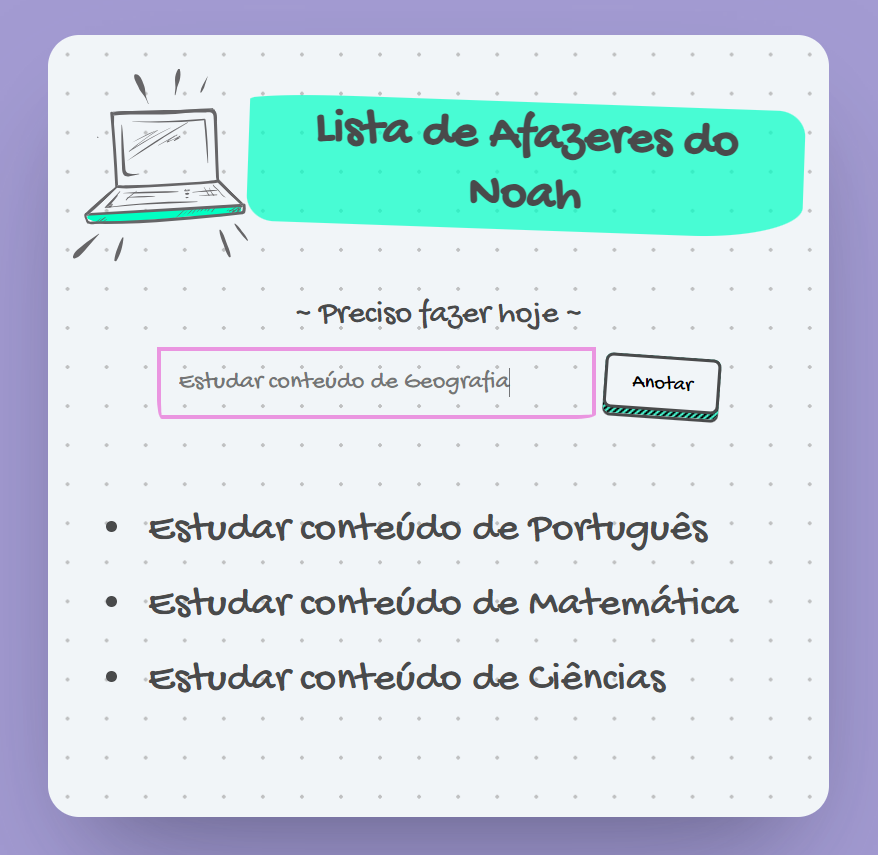 Lista de Afazeres do
Noah
~ Preciso fazer hoje ~
Estudar conteúdo de Geografia
Anotar
• Estudar conteúdo de Português
• Estudar conteúdo de Matemática
• Estudar conteúdo de Ciências